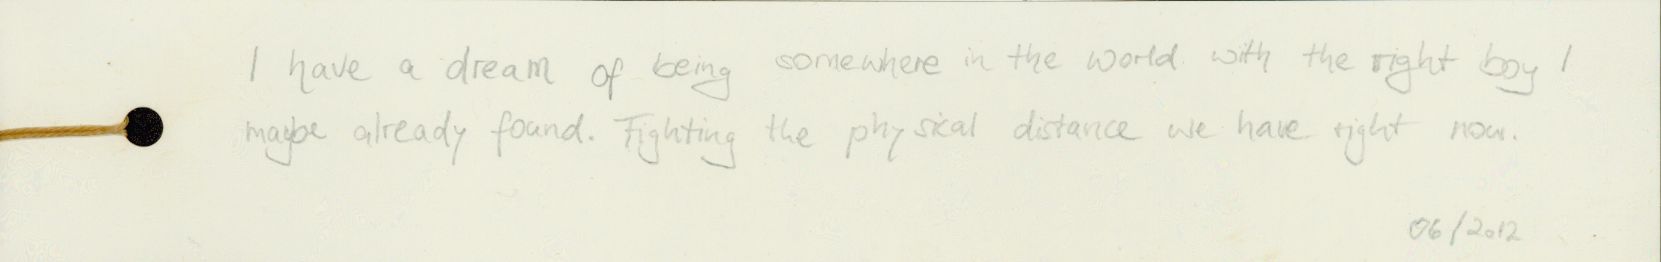 I have a dream of being somewhere in the world with the right boy I
maybe already found. Fighting the physical distance we have right now.
06/2012